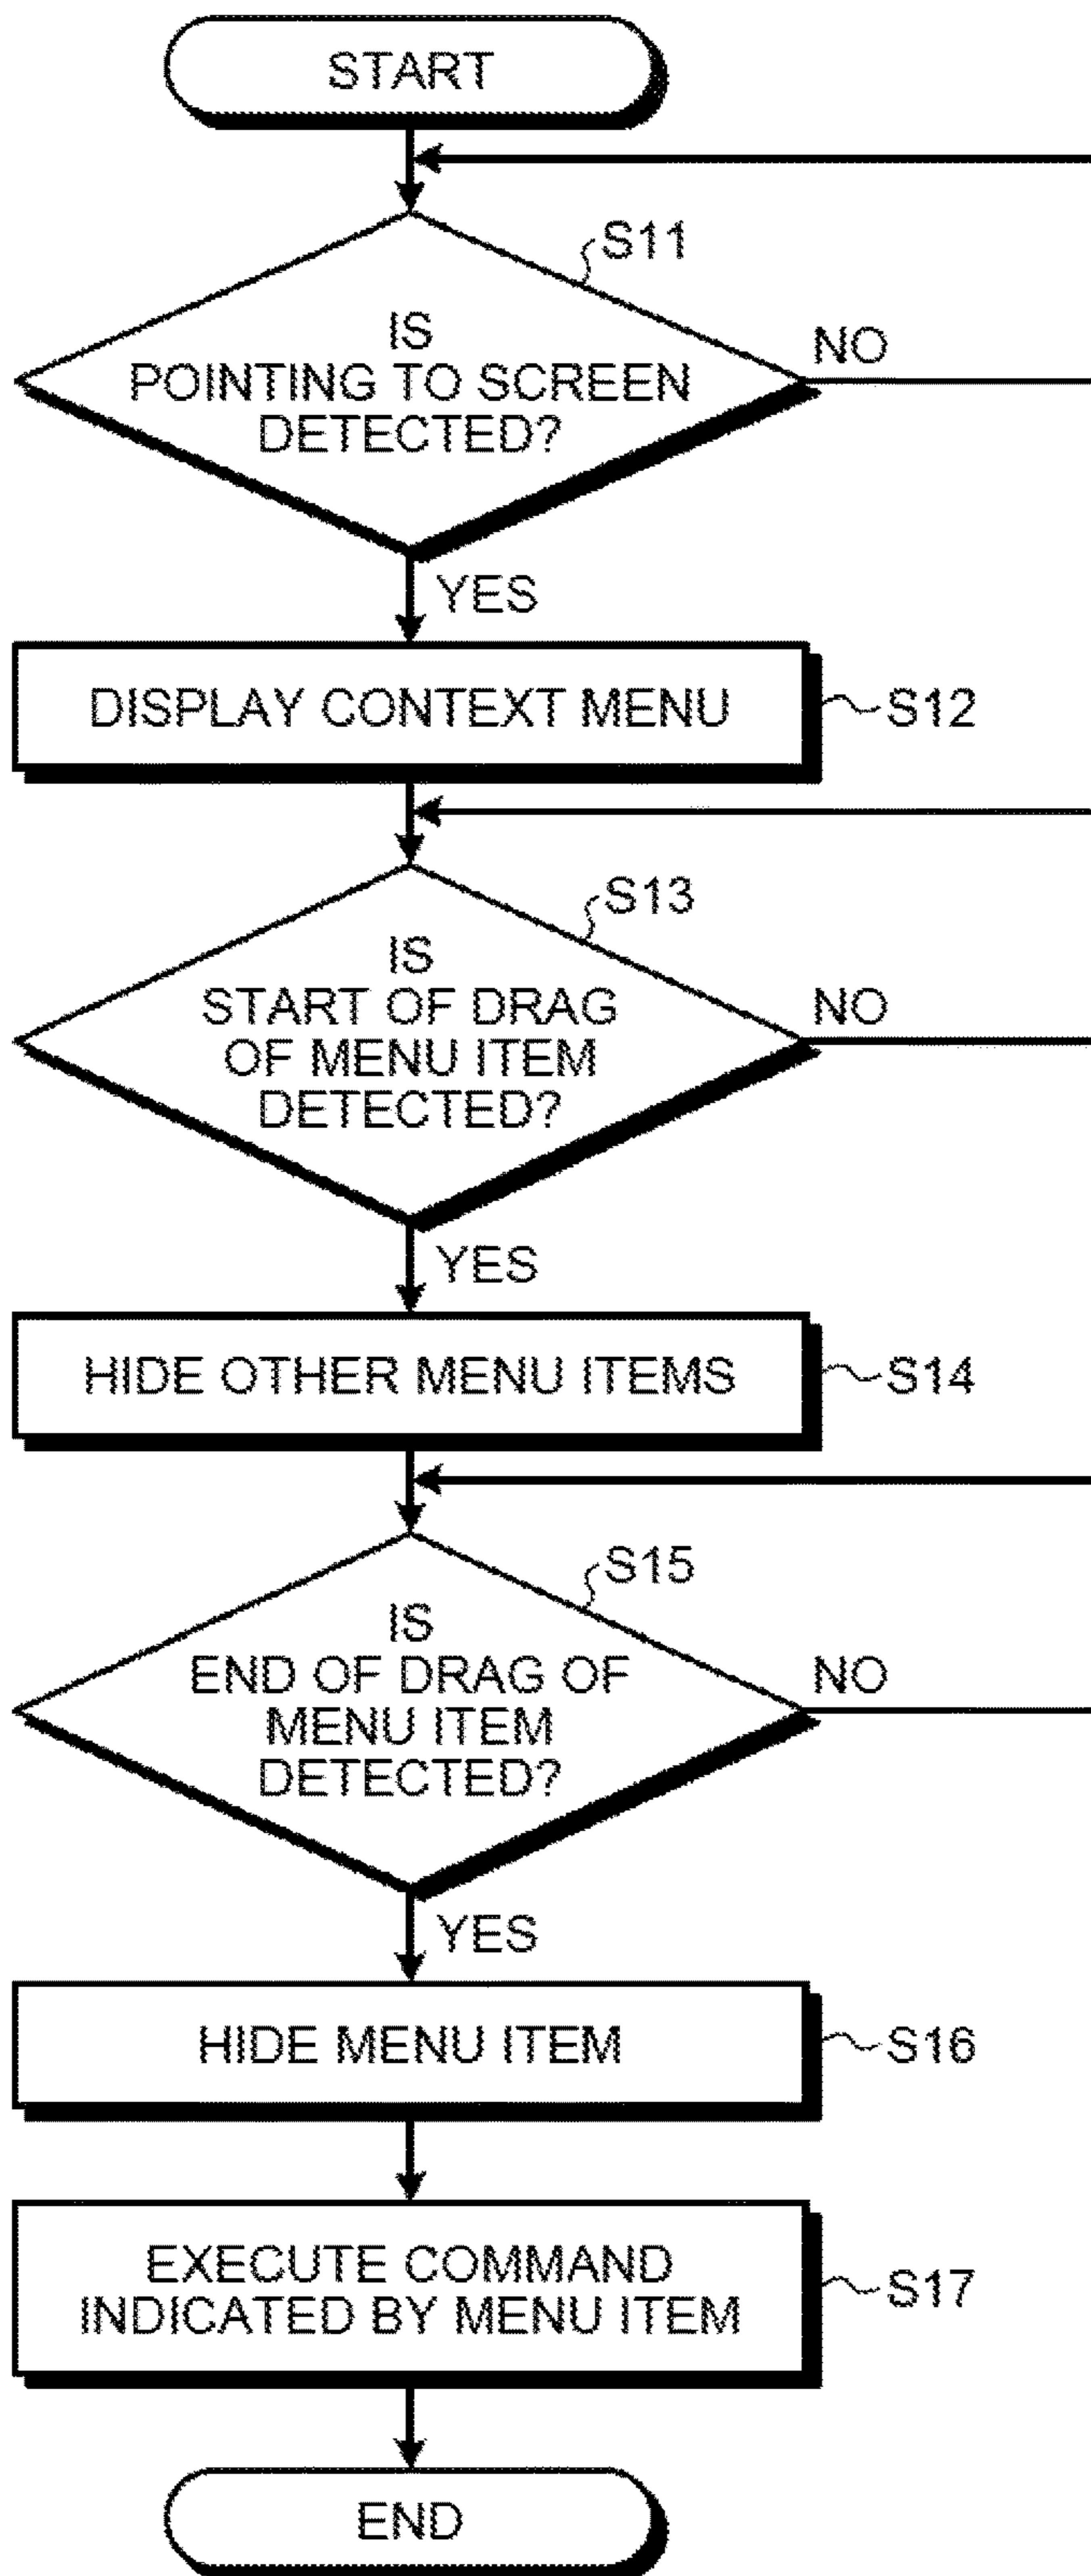 START
S11
IS
POINTING TO SCREEN
DETECTED?
NO
YES
DISPLAY CONTEXT MENU
S12
S13
IS
START OF DRAG
OF MENU ITEM
DETECTED?
NO
YES
HIDE OTHER MENU ITEMS
S14
S15
IS
END OF DRAG OF
MENU ITEM
DETECTED?
NO
YES
HIDE MENU ITEM
S16
EXECUTE COMMAND
INDICATED BY MENU ITEM
S17
END